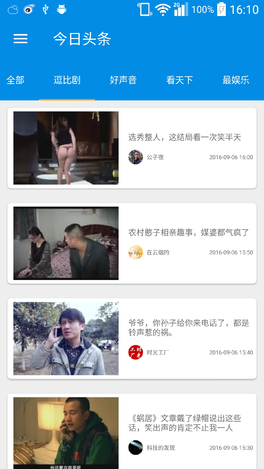 2G
100%
16:10
今日头条
全部 逗比剧 好声音 看天下 最娱乐
选秀整人，这结局看一次笑半天
公子夜 2016-09-06 16:00
农村憨子相亲趣事，媒婆都气疯了
在云端的 2016-09-06 15:50
爷爷，你孙子给你来电话了，都是
铃声惹的祸。
时光工厂 2016-09-06 15:40
《蜗居》文章戴了绿帽说出这些
话，笑出声的肯定不止我一人
科技的发现 2016-09-06 15:30